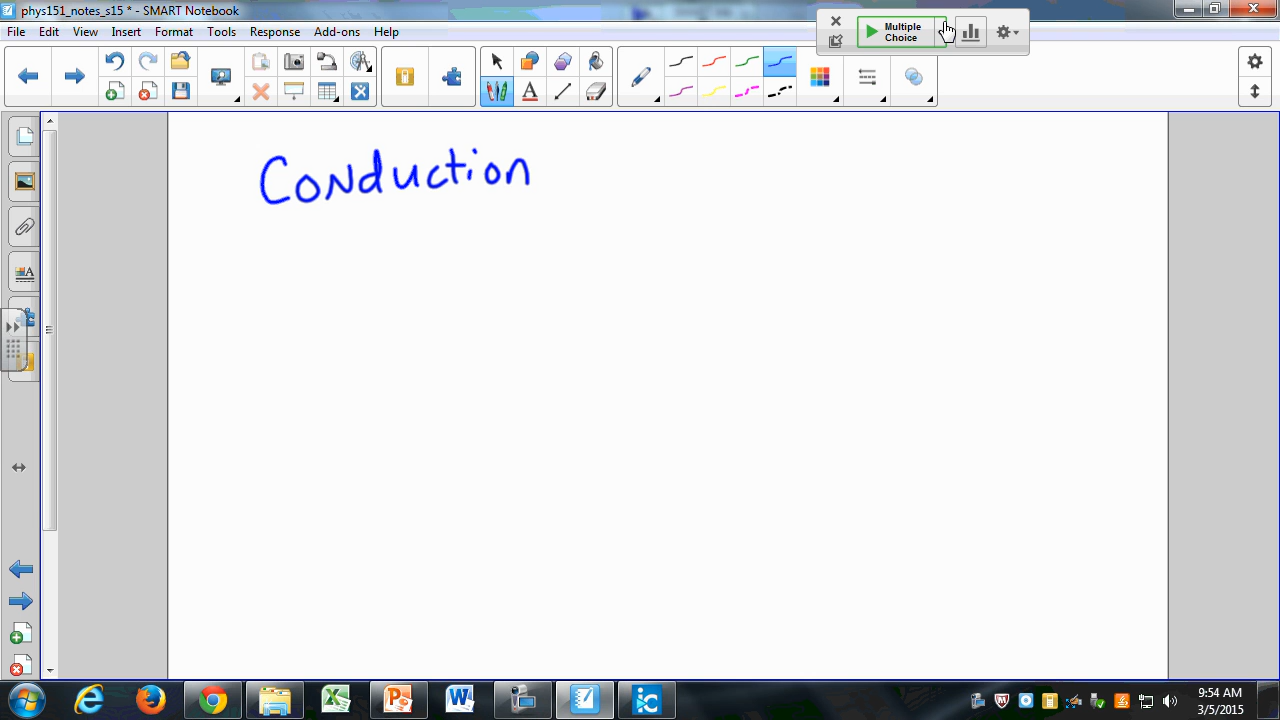 phys151_notes_s15 * - SMART Notebook
File Edit View Insert Format Tools Response Add-ons Help
Multiple
Choice
Conduction
9:54 AM
3/5/2015